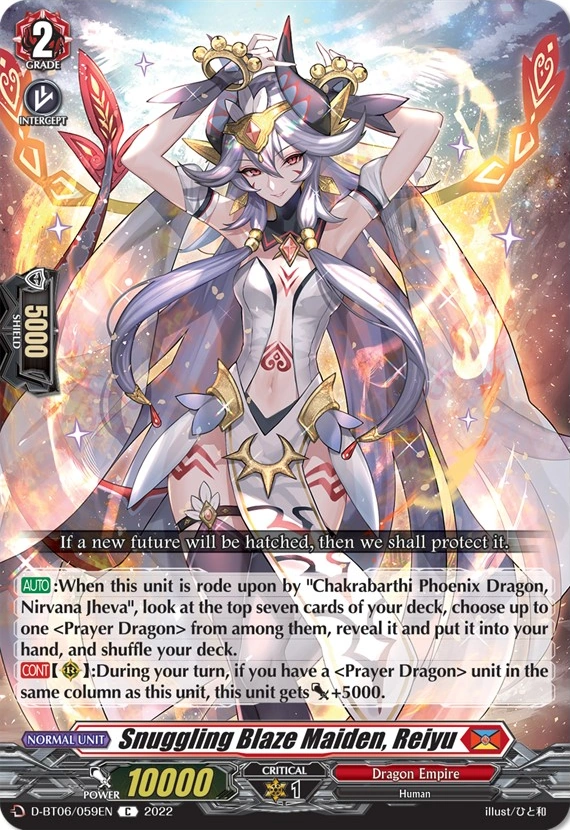 2
GRADE
INTERCEPT
5000
SHIELD
If a new future will be hatched, then we shall protect it.
AUTO:When this unit is rode upon by "Chakrabarthi Phoenix Dragon,
Nirvana Jheva", look at the top seven cards of your deck, choose up to
one <Prayer Dragon> from among them, reveal it and put it into your
hand, and shuffle your deck.
CONT【R】:During your turn, if you have a <Prayer Dragon> unit in the
same column as this unit, this unit gets +5000.
NORMAL UNIT
Snuggling Blaze Maiden, Reiyu
POWER 10000
CRITICAL
1
Dragon Empire
Human
D D-BT06/059EN C 2022
illust/ひと和